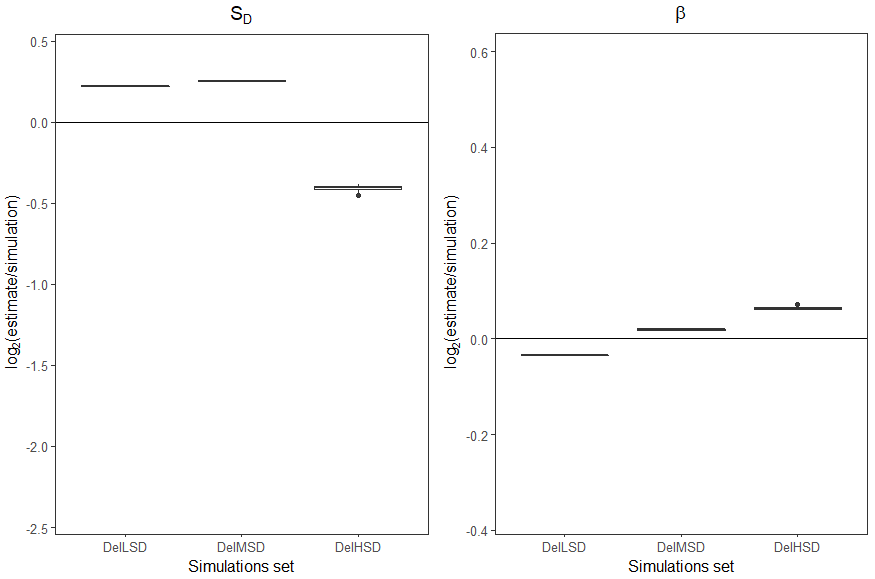 S_D
0.5
0.0
-0.5
-1.0
-1.5
-2.0
-2.5
log₂(estimate/simulation)
DelLSD DelMSD DelHSD
Simulations set
β
0.6
0.4
0.2
0.0
-0.2
-0.4
log₂(estimate/simulation)
DelLSD DelMSD DelHSD
Simulations set